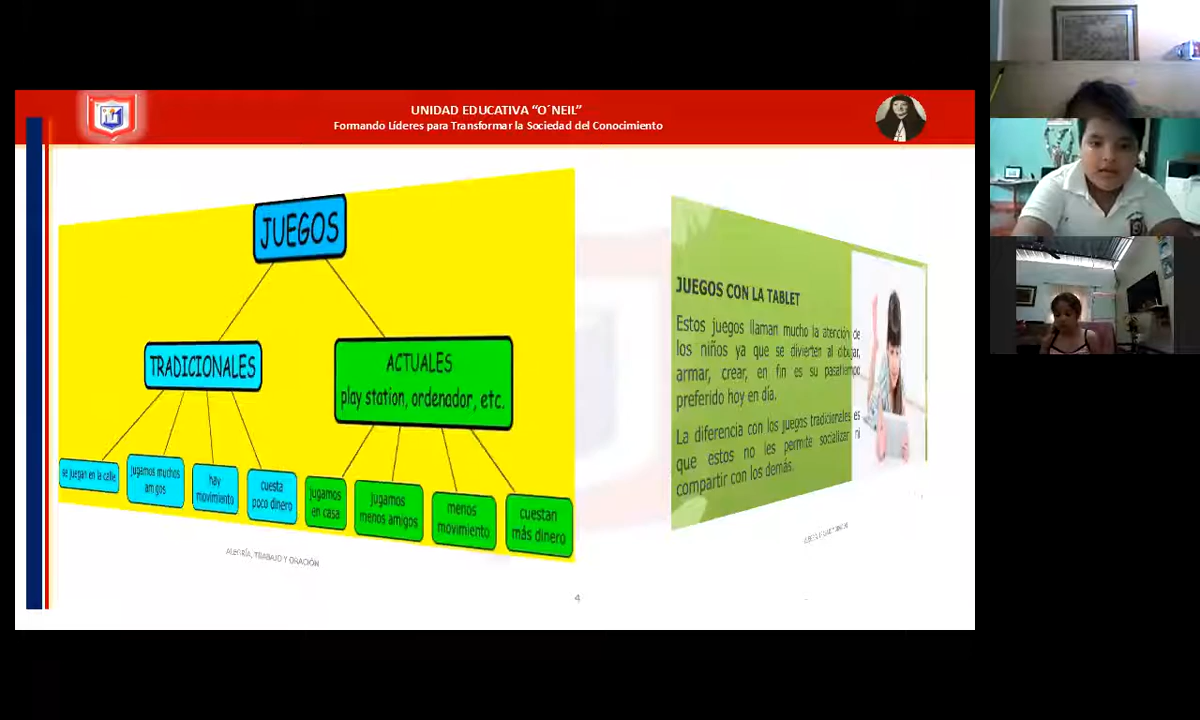 UNIDAD EDUCATIVA “O´NEIL”
Formando Líderes para Transformar la Sociedad del Conocimiento
JUEGOS
TRADICIONALES
ACTUALES
play station, ordenador, etc.
se juegan en la calle
jugamos muchos
amigos
hay
movimiento
cuesta
poco dinero
jugamos
en casa
jugamos
menos amigos
menos
movimiento
cuestan
más dinero
ALEGRÍA, TRABAJO Y ORACIÓN
4
JUEGOS CON LA TABLET
Estos juegos llaman mucho la atención de
los niños ya que se divierten al dibujar,
armar, crear, en fin es su pasatiempo
preferido hoy en día.
La diferencia con los juegos tradicionales es
que estos no les permite socializar ni
compartir con los demás.